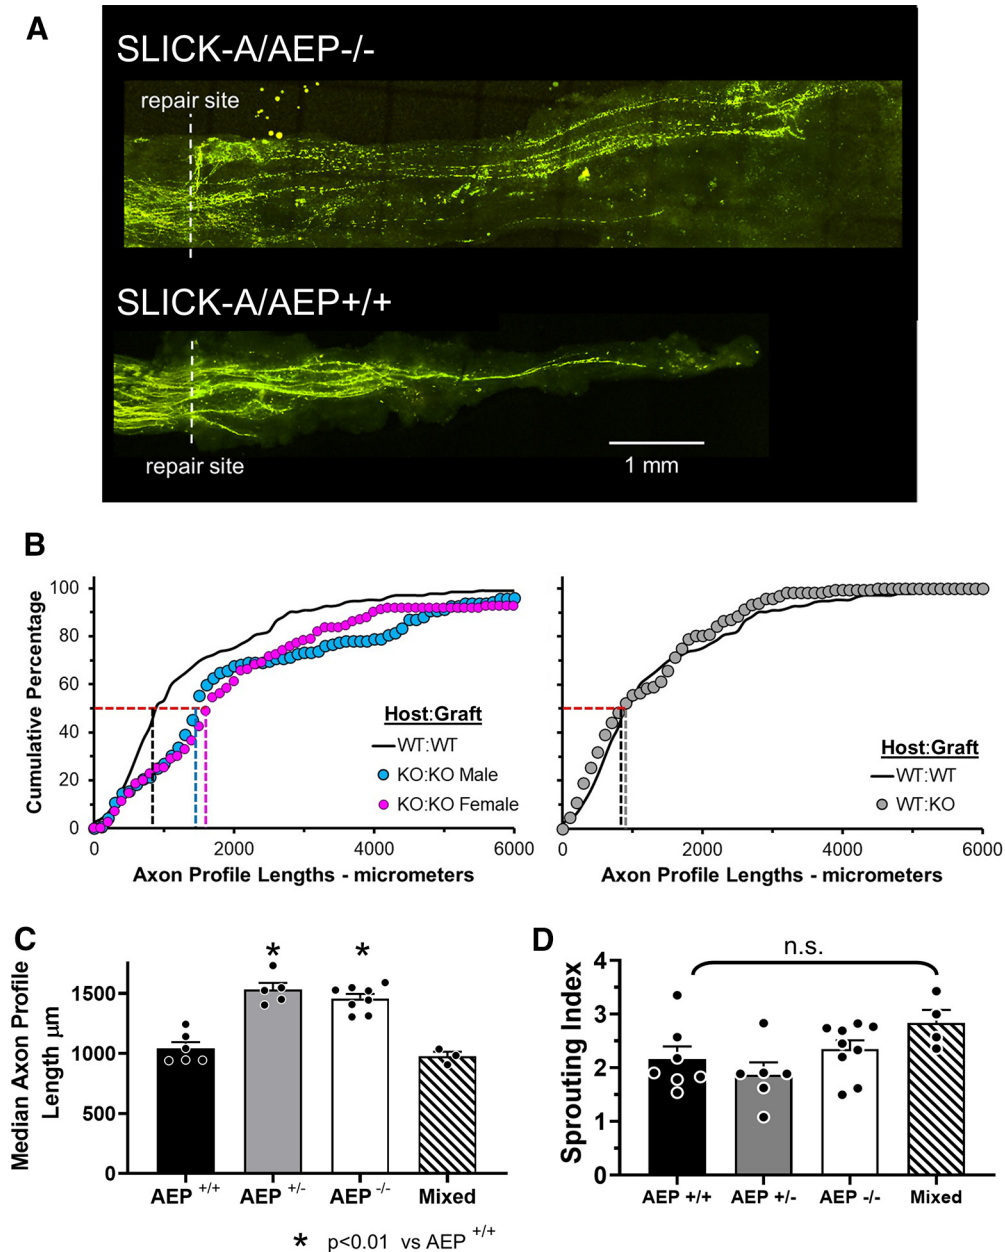 A
SLICK-A/AEP-/-
repair site
SLICK-A/AEP+/+
repair site
1 mm
B
Cumulative Percentage
100
80
60
40
20
0
0
2000
4000
6000
Axon Profile Lengths - micrometers
Host:Graft
WT:WT
KO:KO Male
KO:KO Female
0
2000
4000
6000
Axon Profile Lengths - micrometers
Host:Graft
WT:WT
WT:KO
C
Median Axon Profile
Length µm
1500
1000
500
0
*
*
AEP +/+
AEP +/-
AEP -/-
Mixed
* p<0.01 vs AEP +/+
D
Sprouting Index
4
3
2
1
0
n.s.
AEP +/+
AEP +/-
AEP -/-
Mixed